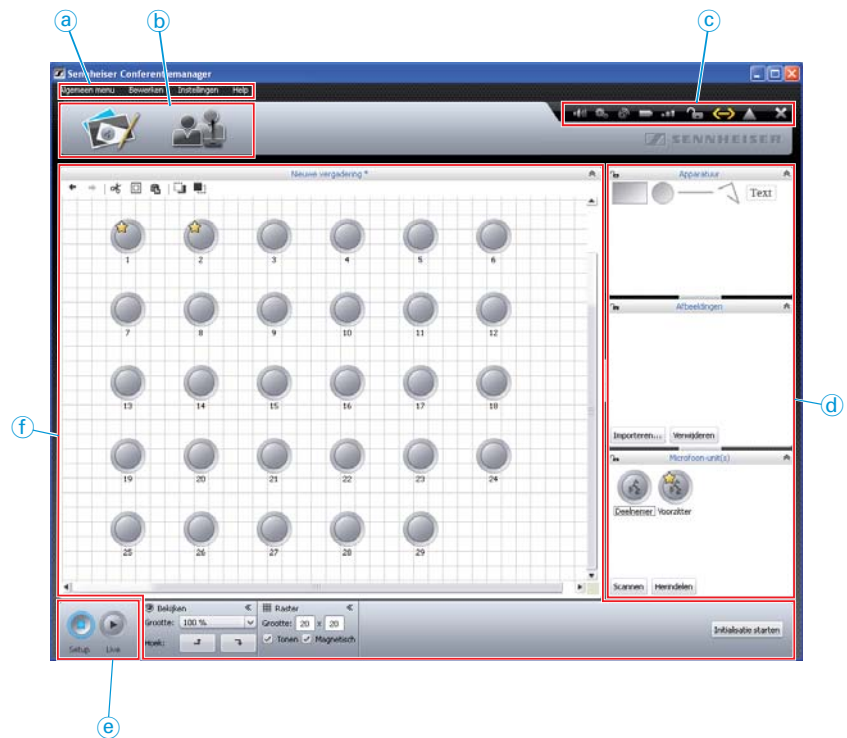 a
b
c
Sennheiser Conferentiemanager
Algemeen menu Bewerken Instellingen Help
SENNHEISER
Nieuwe vergadering *
Apparatuur
Text
1 2 3 4 5 6
Afbeeldingen
7 8 9 10 11 12
13 14 15 16 17 18
d
f
Importeren... Verwijderen
Microfoon-unit(s)
19 20 21 22 23 24
Deelnemer Voorzitter
25 26 27 28 29
Scannen Herindelen
Bekijken
Raster
Grootte: 100 %
Grootte: 20 x 20
Hoek:
Tonen Magnetisch
Initialisatie starten
Setup Live
e